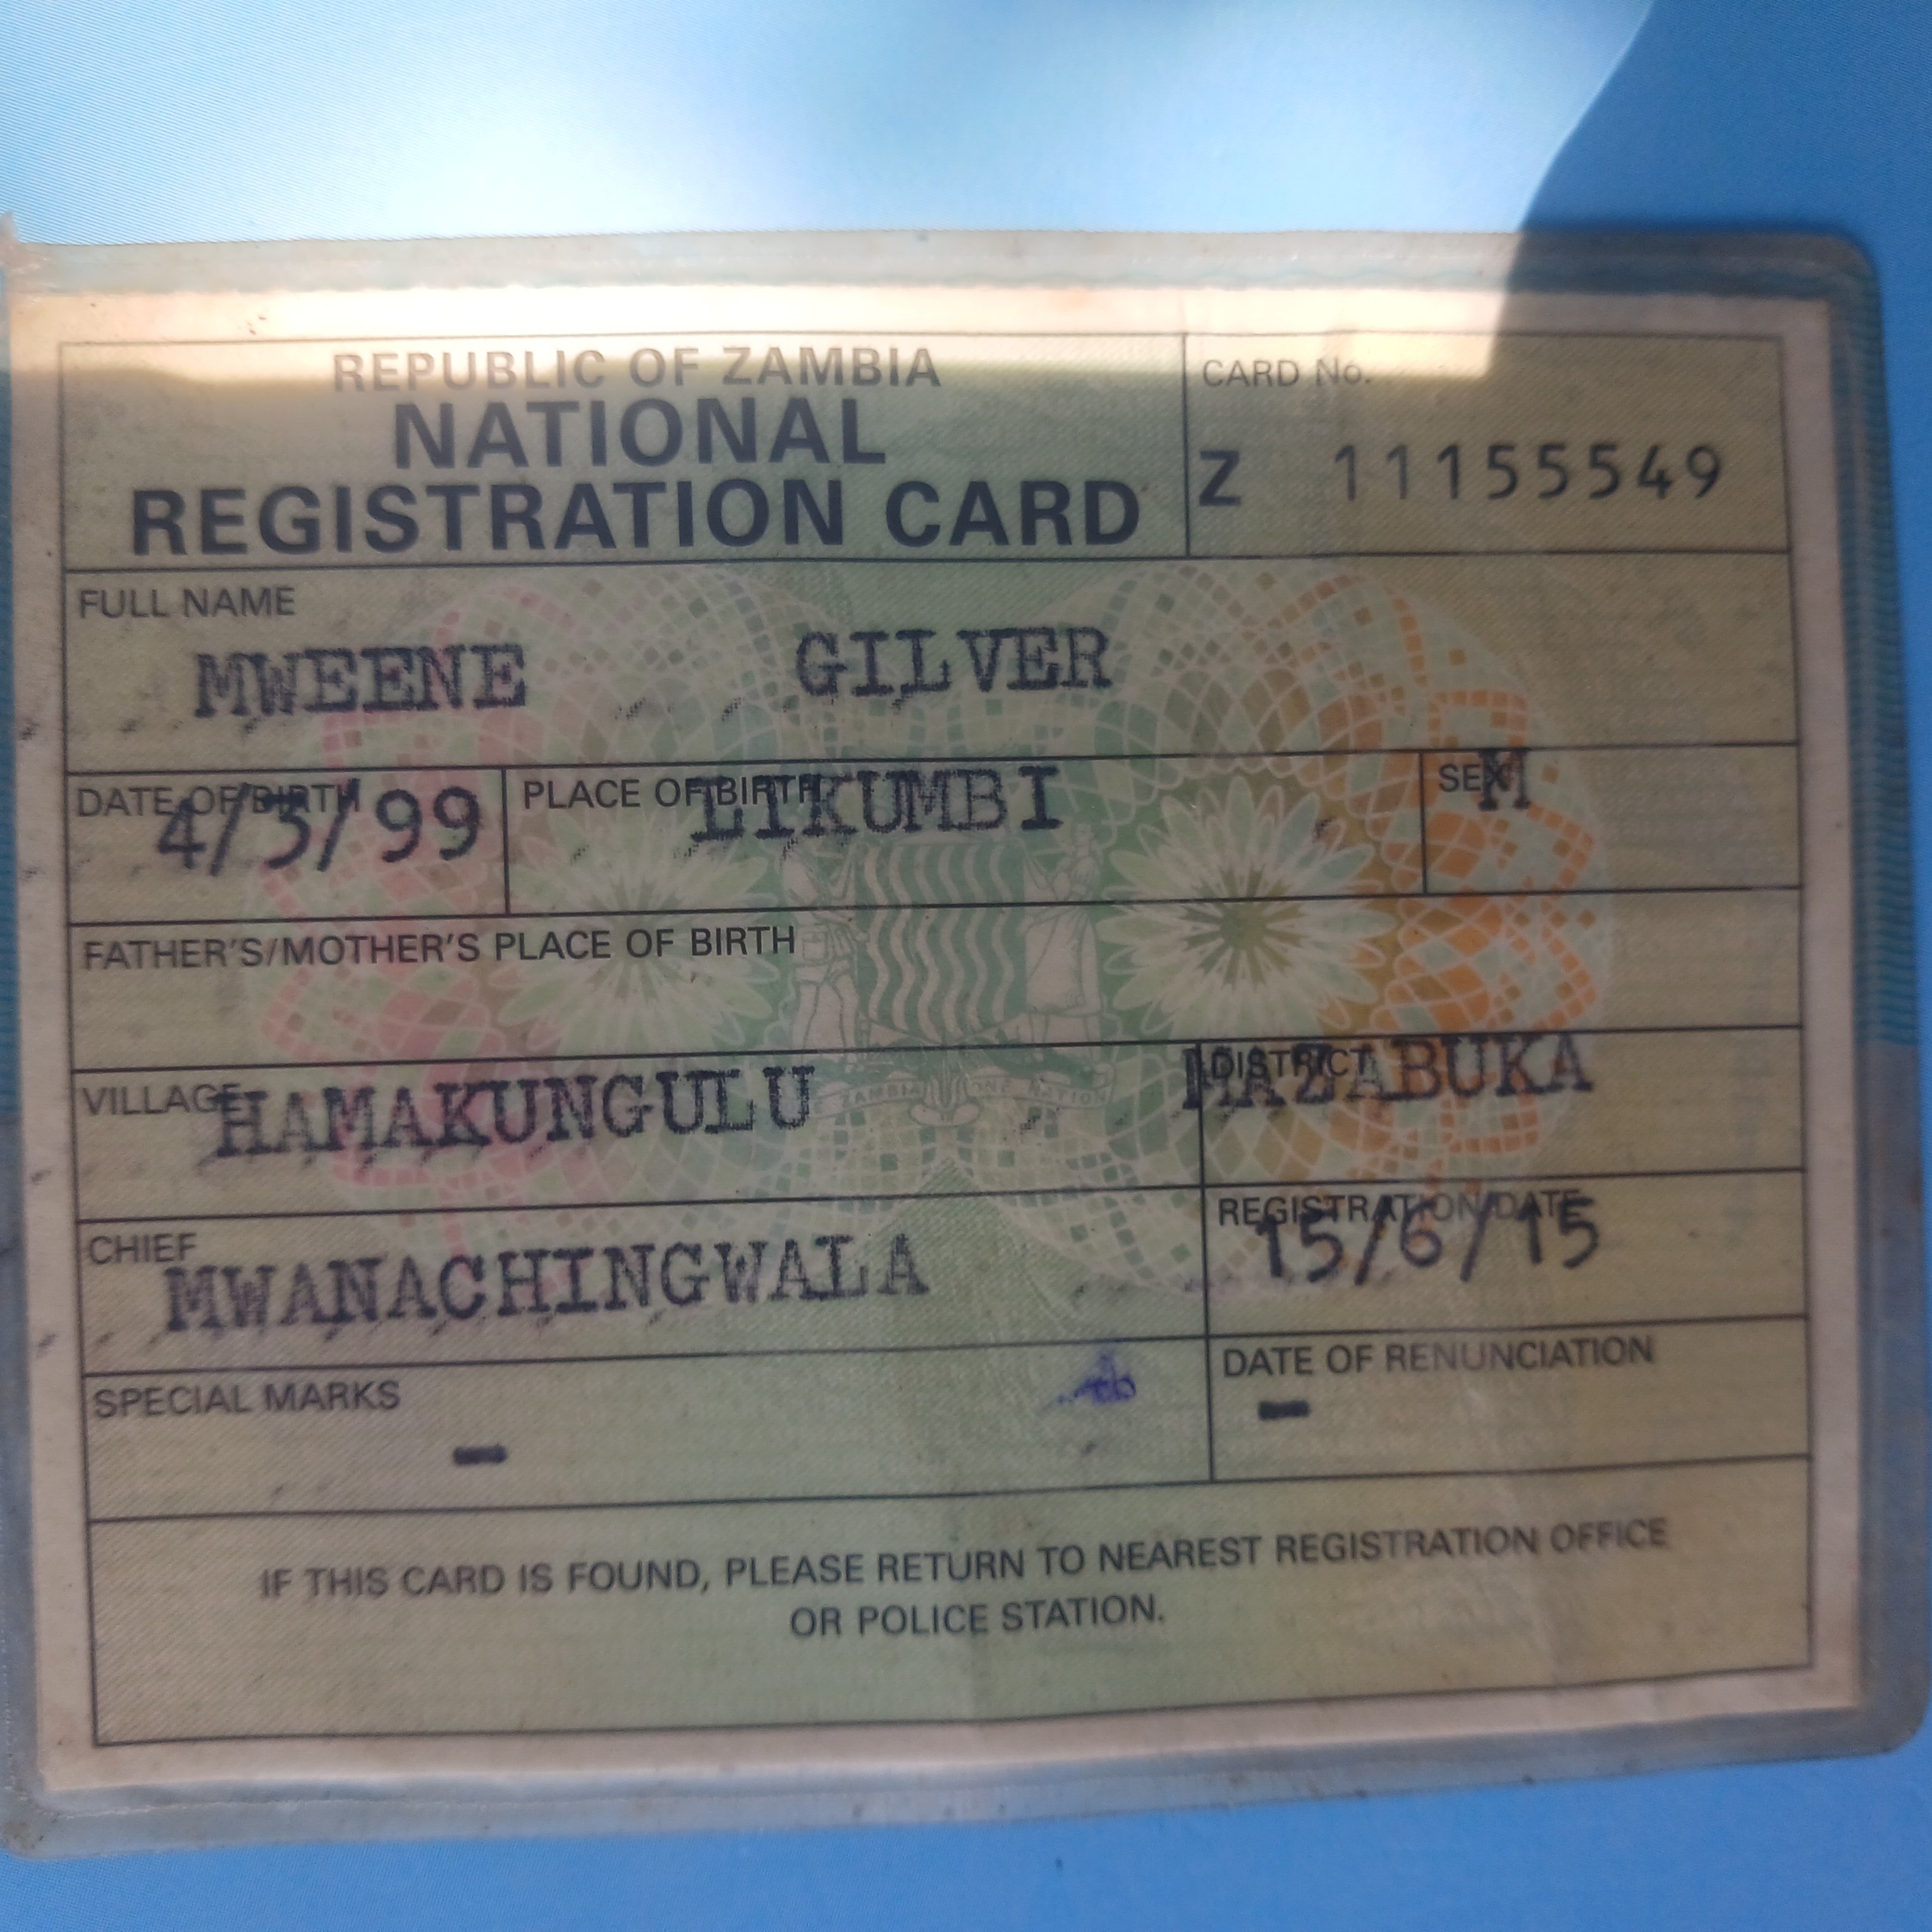 REPUBLIC OF ZAMBIA
NATIONAL
REGISTRATION CARD
CARD No.
Z 11155549
FULL NAME
MWEENE GILVER
DATE OF BIRTH
4/3/99
PLACE OF BIRTH
LIKUMBI
SEX
M
FATHER'S/MOTHER'S PLACE OF BIRTH
VILLAGE
HAMAKUNGULU
DISTRICT
MAZABUKA
CHIEF
MWANACHINGWALA
REGISTRATION DATE
15/6/15
SPECIAL MARKS
-
DATE OF RENUNCIATION
-
IF THIS CARD IS FOUND, PLEASE RETURN TO NEAREST REGISTRATION OFFICE
OR POLICE STATION.